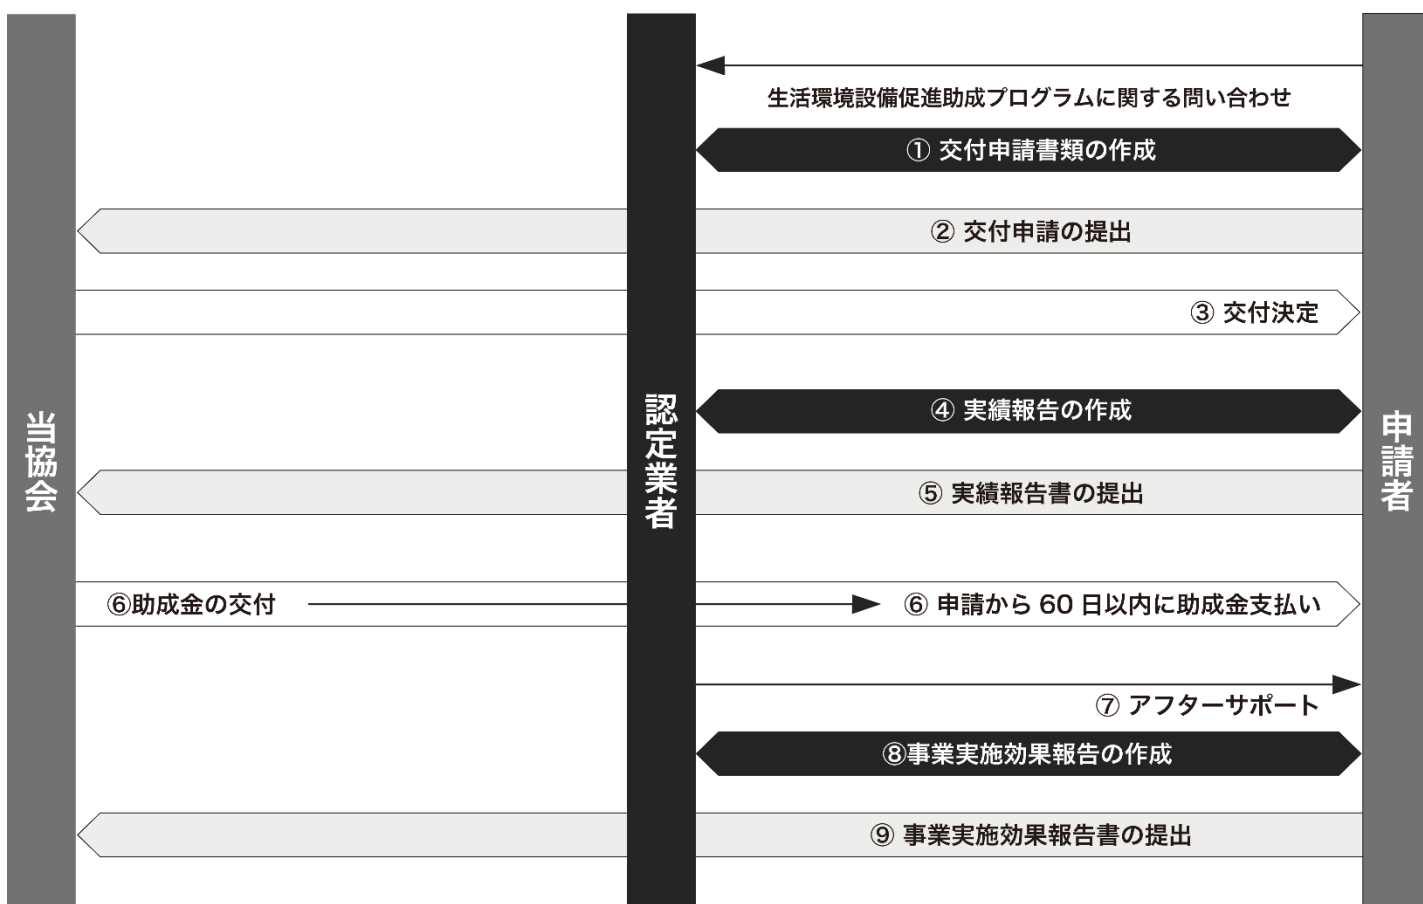 生活環境設備促進助成プログラムに関する問い合わせ
① 交付申請書類の作成
② 交付申請の提出
③ 交付決定
④ 実績報告の作成
当協会
認定業者
申請者
⑤ 実績報告書の提出
⑥助成金の交付
⑥ 申請から 60 日以内に助成金支払い
⑦ アフターサポート
⑧事業実施効果報告の作成
⑨ 事業実施効果報告書の提出